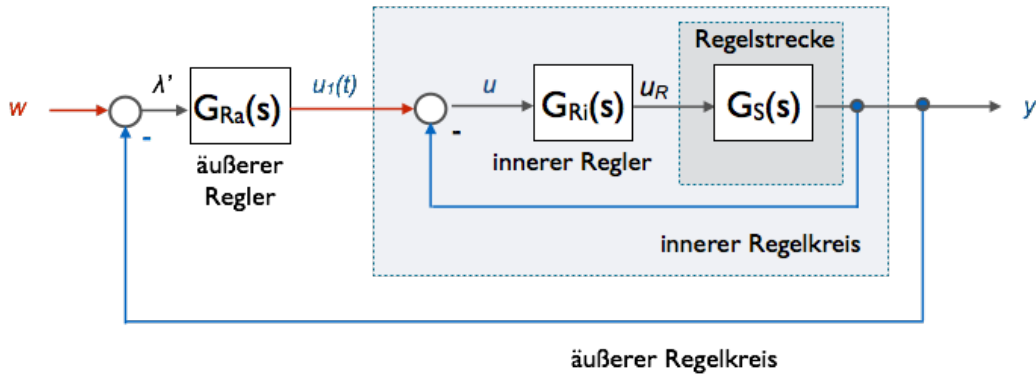 Regelstrecke
w
λ'
G_Ra(s)
u₁(t)
u
G_Ri(s)
u_R
G_S(s)
y
-
-
äußerer
Regler
innerer Regler
innerer Regelkreis
äußerer Regelkreis